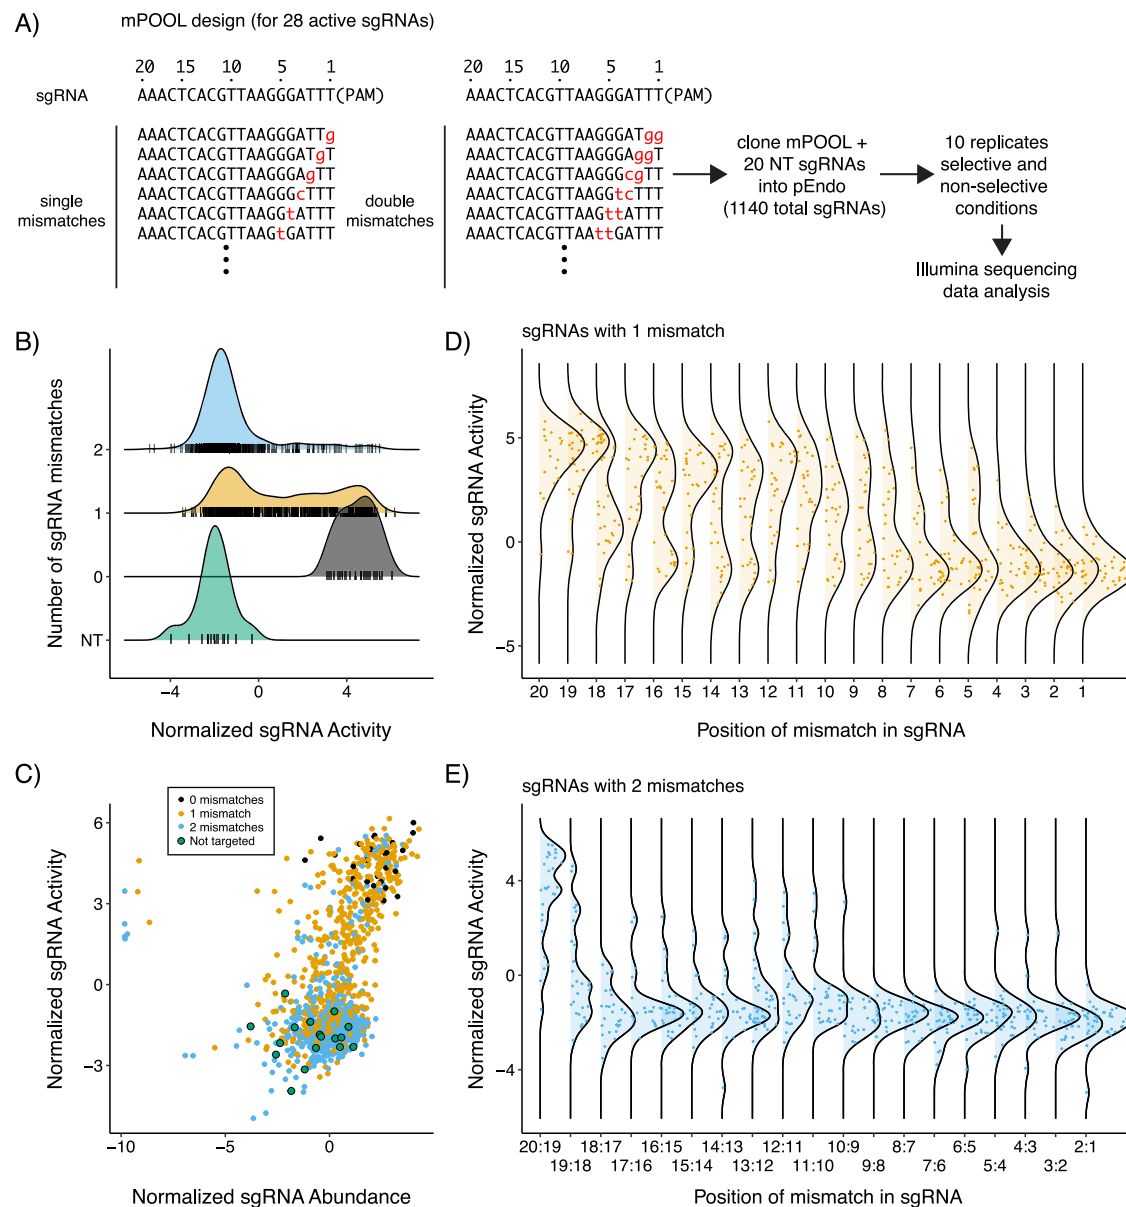 A)
mPOOL design (for 28 active sgRNAs)
20 15 10 5 1
sgRNA AAACTCACGTTAAGGGATTT(PAM)
single mismatches
AAACTCACGTTAAGGGATTg
AAACTCACGTTAAGGGATgT
AAACTCACGTTAAGGGAgTT
AAACTCACGTTAAGGGcTTT
AAACTCACGTTAAGGtATTT
AAACTCACGTTAAGtGATTT
20 15 10 5 1
AAACTCACGTTAAGGGATTT(PAM)
double mismatches
AAACTCACGTTAAGGGATgg
AAACTCACGTTAAGGGAggT
AAACTCACGTTAAGGGcgTT
AAACTCACGTTAAGGtcTTT
AAACTCACGTTAAGttATTT
AAACTCACGTTAAttGATTT
clone mPOOL +
20 NT sgRNAs
into pEndo
(1140 total sgRNAs)
10 replicates
selective and
non-selective
conditions
Illumina sequencing
data analysis
B)
Number of sgRNA mismatches
2
1
0
NT
−4 0 4
Normalized sgRNA Activity
D)
sgRNAs with 1 mismatch
Normalized sgRNA Activity
5
0
−5
20 19 18 17 16 15 14 13 12 11 10 9 8 7 6 5 4 3 2 1
Position of mismatch in sgRNA
C)
0 mismatches
1 mismatch
2 mismatches
Not targeted
Normalized sgRNA Activity
6
3
0
−3
−10 −5 0
Normalized sgRNA Abundance
E)
sgRNAs with 2 mismatches
Normalized sgRNA Activity
4
0
−4
20:19 18:17 16:15 14:13 12:11 10:9 8:7 6:5 4:3 2:1
19:18 17:16 15:14 13:12 11:10 9:8 7:6 5:4 3:2
Position of mismatch in sgRNA